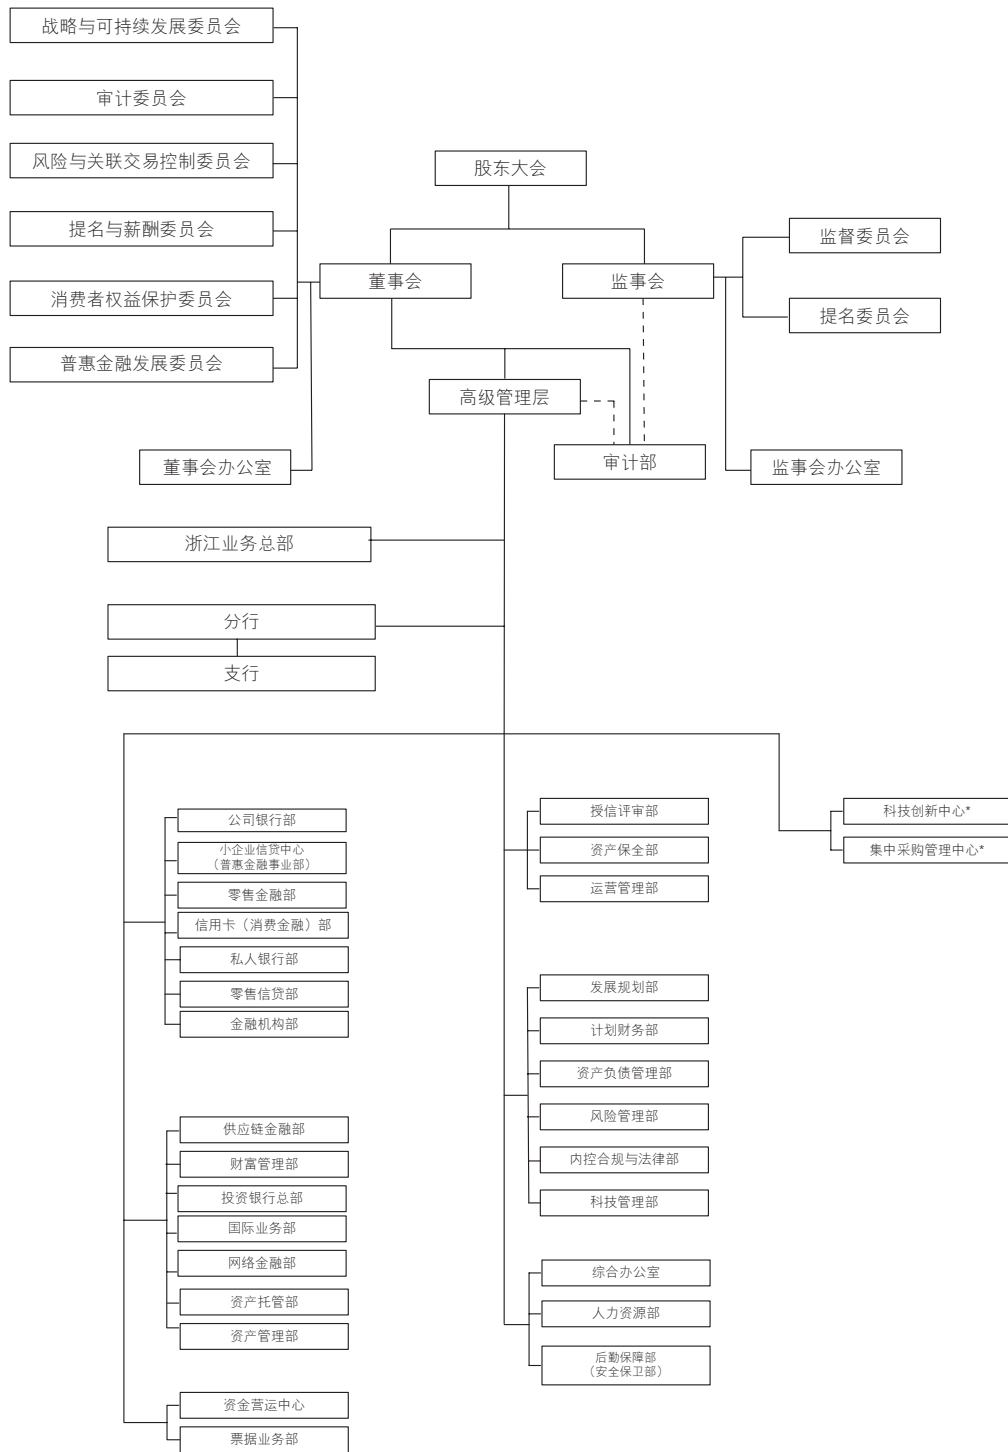 战略与可持续发展委员会
审计委员会
风险与关联交易控制委员会
提名与薪酬委员会
消费者权益保护委员会
普惠金融发展委员会
股东大会
董事会
监事会
监督委员会
提名委员会
高级管理层
董事会办公室
审计部
监事会办公室
浙江业务总部
分行
支行
公司银行部
小企业信贷中心
（普惠金融事业部）
零售金融部
信用卡（消费金融）部
私人银行部
零售信贷部
金融机构部
供应链金融部
财富管理部
投资银行总部
国际业务部
网络金融部
资产托管部
资产管理部
资金营运中心
票据业务部
授信评审部
资产保全部
运营管理部
发展规划部
计划财务部
资产负债管理部
风险管理部
内控合规与法律部
科技管理部
综合办公室
人力资源部
后勤保障部
（安全保卫部）
科技创新中心*
集中采购管理中心*